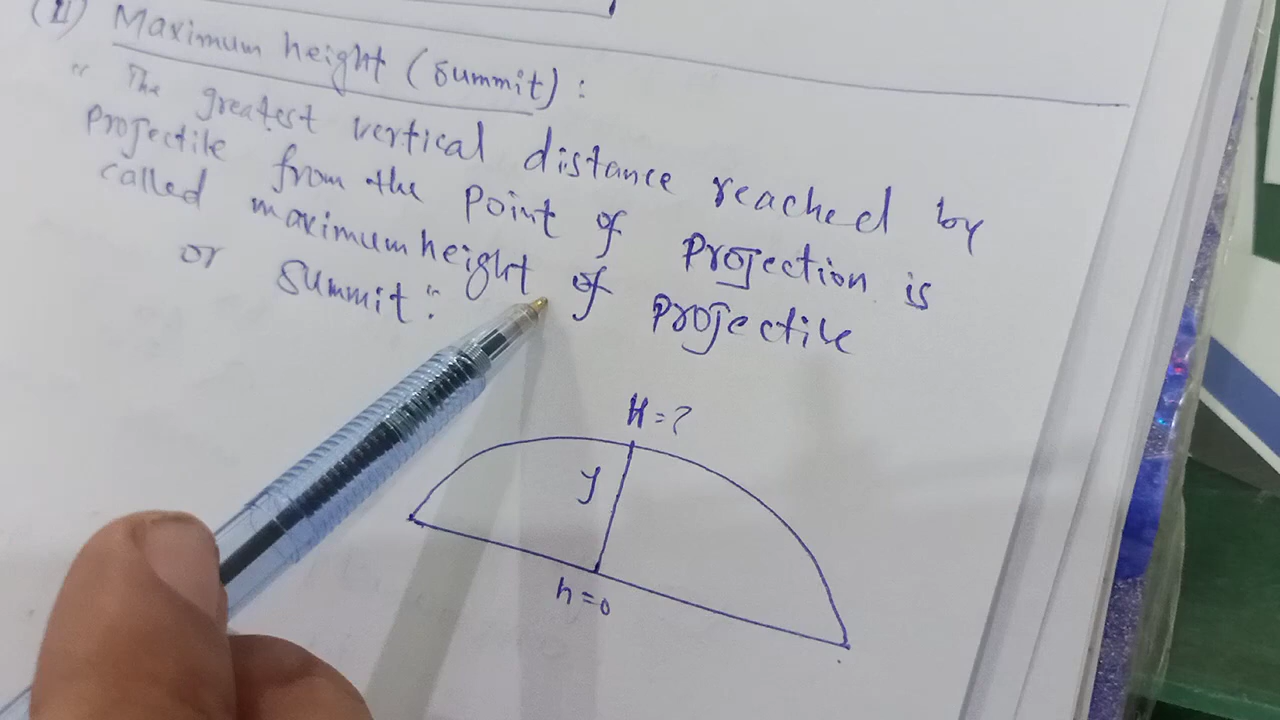 (II) Maximum height (Summit):
"The greatest vertical distance reached by
Projectile from the Point of Projection is
called maximum height of Projectile
or Summit".
H=?
y
h=0